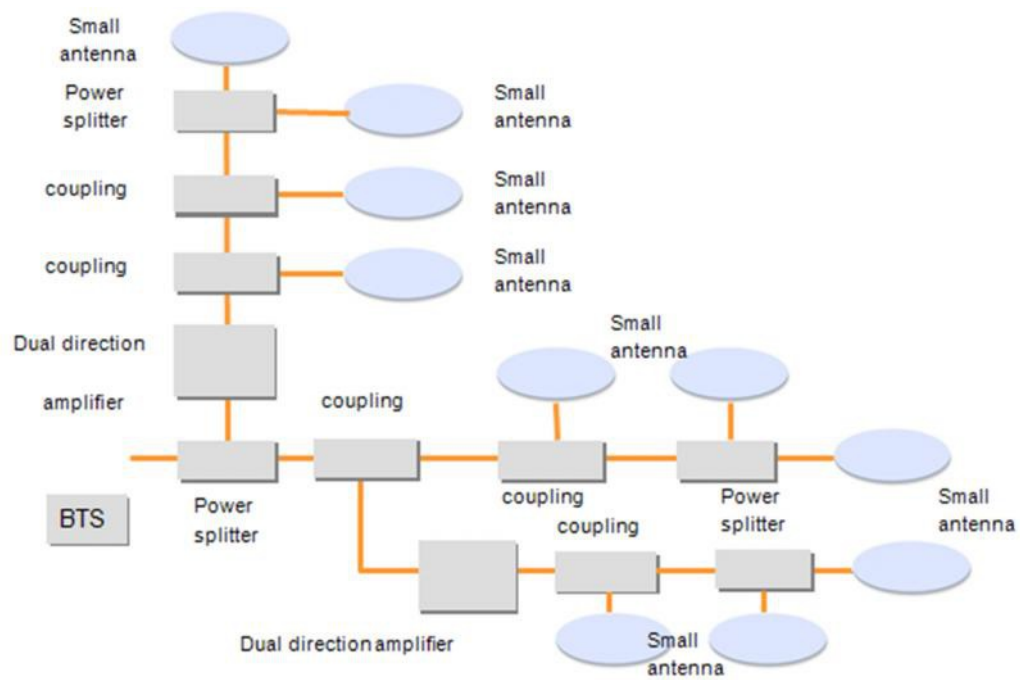 Small
antenna
Power
splitter
Small
antenna
coupling
Small
antenna
coupling
Small
antenna
Dual direction
amplifier
Small
antenna
coupling
coupling
Power
splitter
Small
antenna
BTS
Power
splitter
coupling
Dual direction amplifier
Small
antenna